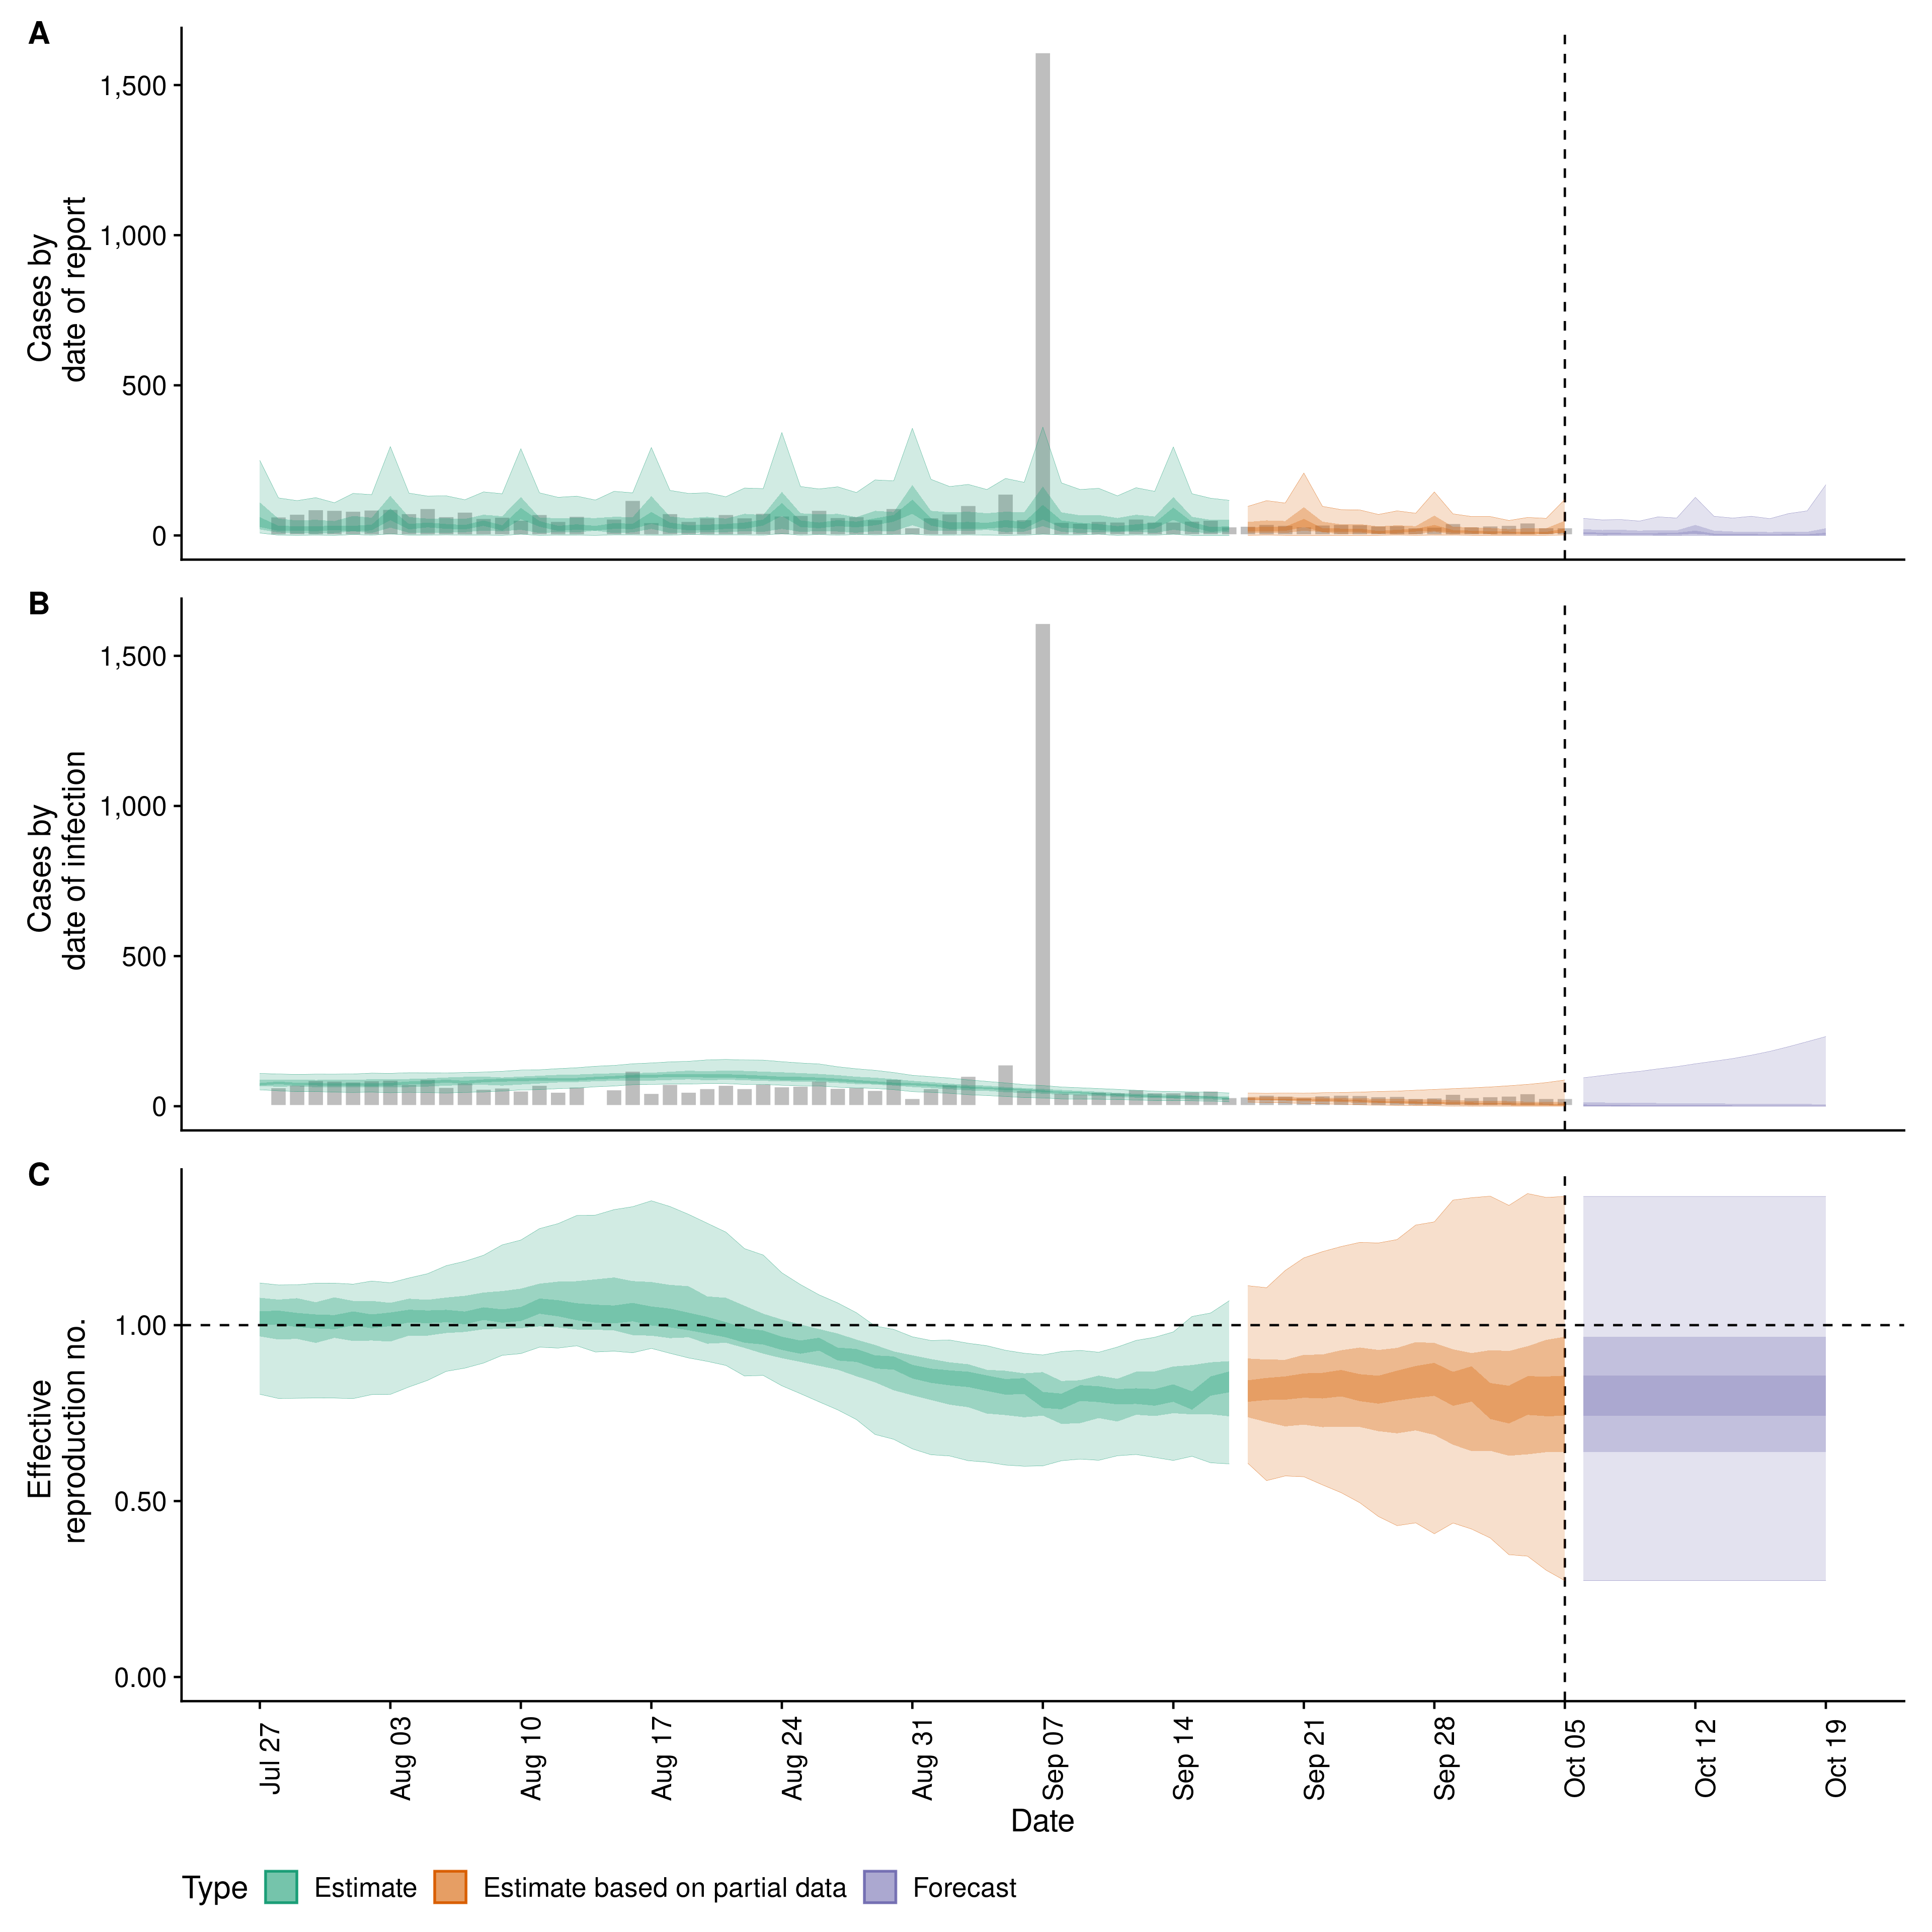 A
Cases by
date of report
1,500
1,000
500
0
B
Cases by
date of infection
1,500
1,000
500
0
C
Effective
reproduction no.
1.00
0.50
0.00
Jul 27
Aug 03
Aug 10
Aug 17
Aug 24
Aug 31
Sep 07
Sep 14
Sep 21
Sep 28
Oct 05
Oct 12
Oct 19
Date
Type Estimate Estimate based on partial data Forecast